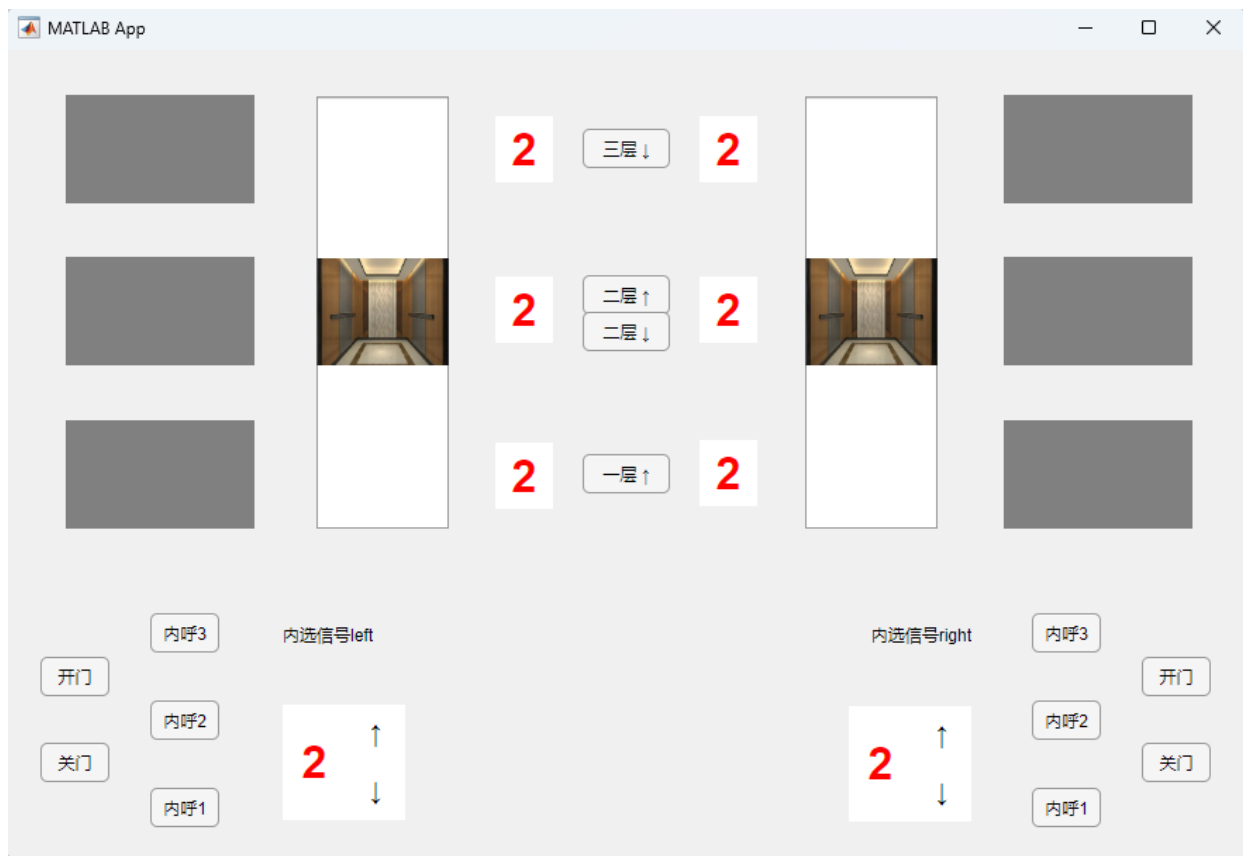 MATLAB App
2 三层↓ 2
2 二层↑ 2
二层↓
2 一层↑ 2
内呼3 内选信号left 内选信号right 内呼3
开门 开门
内呼2 ↑ ↑ 内呼2
2 2
关门 ↓ ↓ 关门
内呼1 内呼1